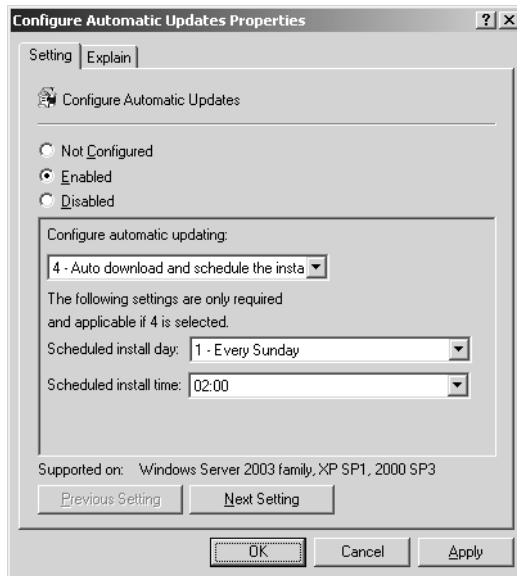 Configure Automatic Updates Properties
Setting
Explain
Configure Automatic Updates
Not Configured
Enabled
Disabled
Configure automatic updating:
4 - Auto download and schedule the insta
The following settings are only required
and applicable if 4 is selected.
Scheduled install day: 1 - Every Sunday
Scheduled install time: 02:00
Supported on: Windows Server 2003 family, XP SP1, 2000 SP3
Previous Setting
Next Setting
OK
Cancel
Apply